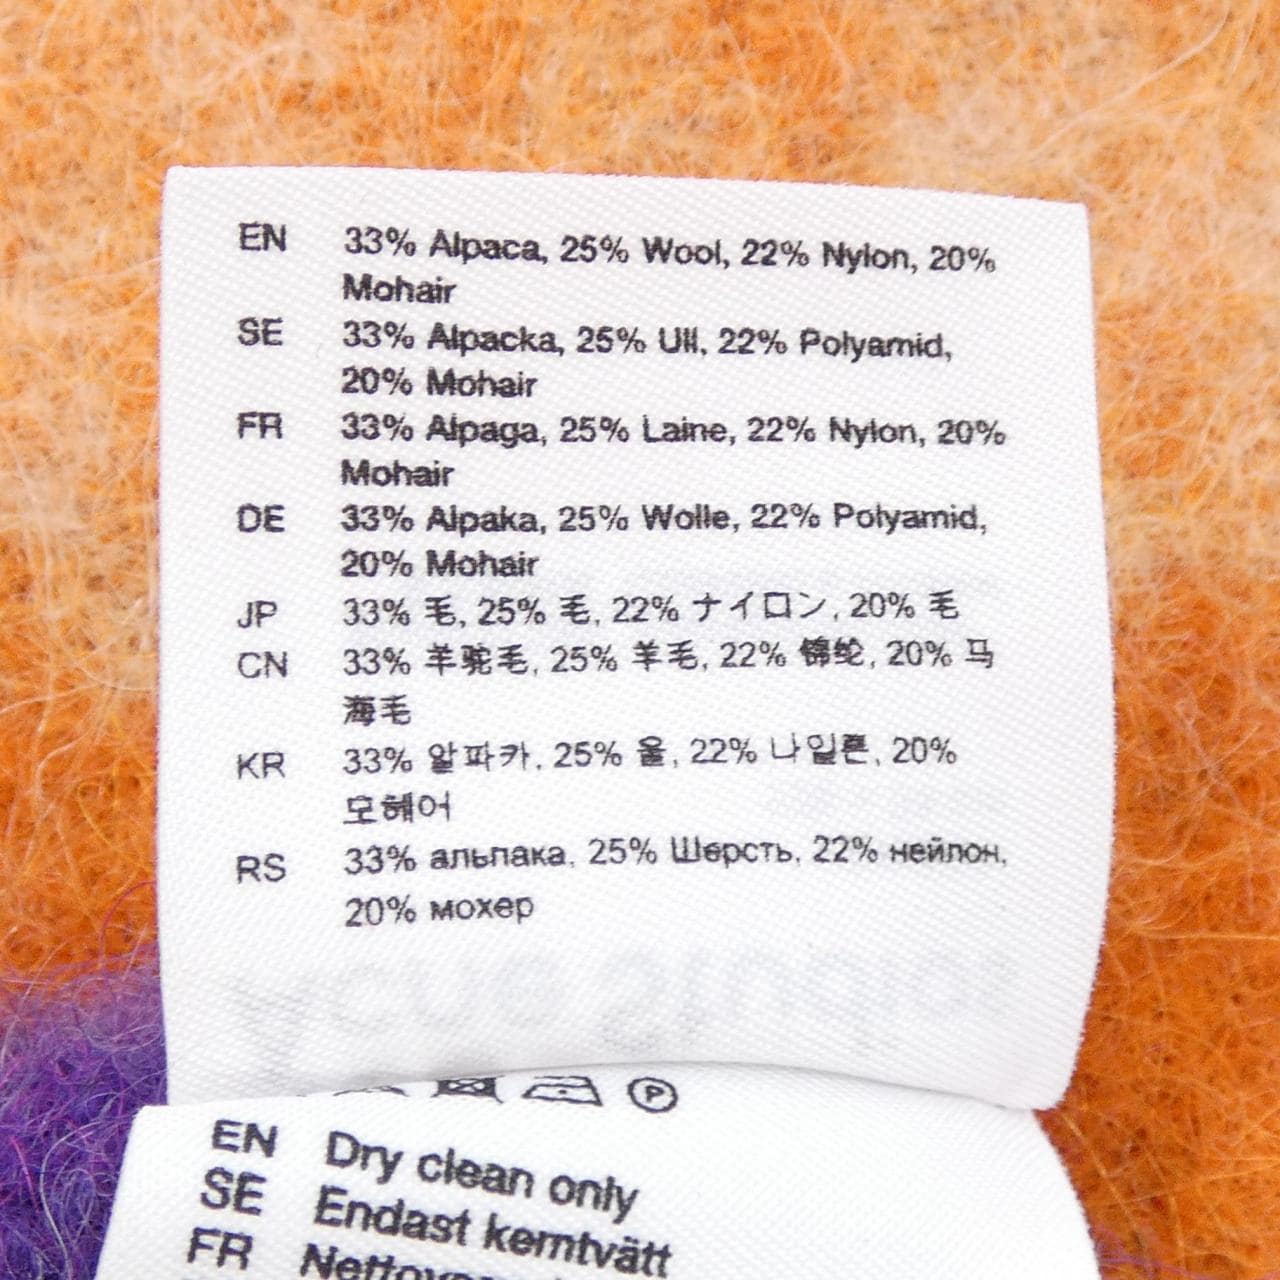 EN 33% Alpaca, 25% Wool, 22% Nylon, 20%
Mohair
SE 33% Alpacka, 25% Ull, 22% Polyamid,
20% Mohair
FR 33% Alpaga, 25% Laine, 22% Nylon, 20%
Mohair
DE 33% Alpaka, 25% Wolle, 22% Polyamid,
20% Mohair
JP 33% 毛, 25% 毛, 22% ナイロン, 20% 毛
CN 33% 羊驼毛, 25% 羊毛, 22% 锦纶, 20% 马
海毛
KR 33% 알파카, 25% 울, 22% 나일론, 20%
모헤어
RS 33% альпака, 25% Шерсть, 22% нейлон,
20% мохер
P
EN Dry clean only
SE Endast kemtvätt
FR